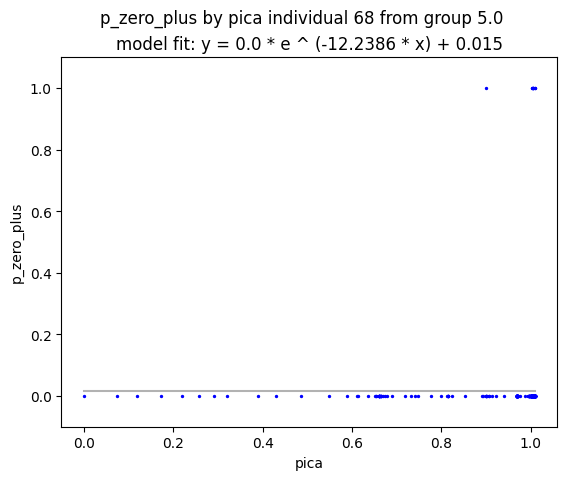 p_zero_plus by pica individual 68 from group 5.0
model fit: y = 0.0 * e ^ (-12.2386 * x) + 0.015
1.0
0.8
0.6
0.4
0.2
0.0
p_zero_plus
0.0 0.2 0.4 0.6 0.8 1.0
pica